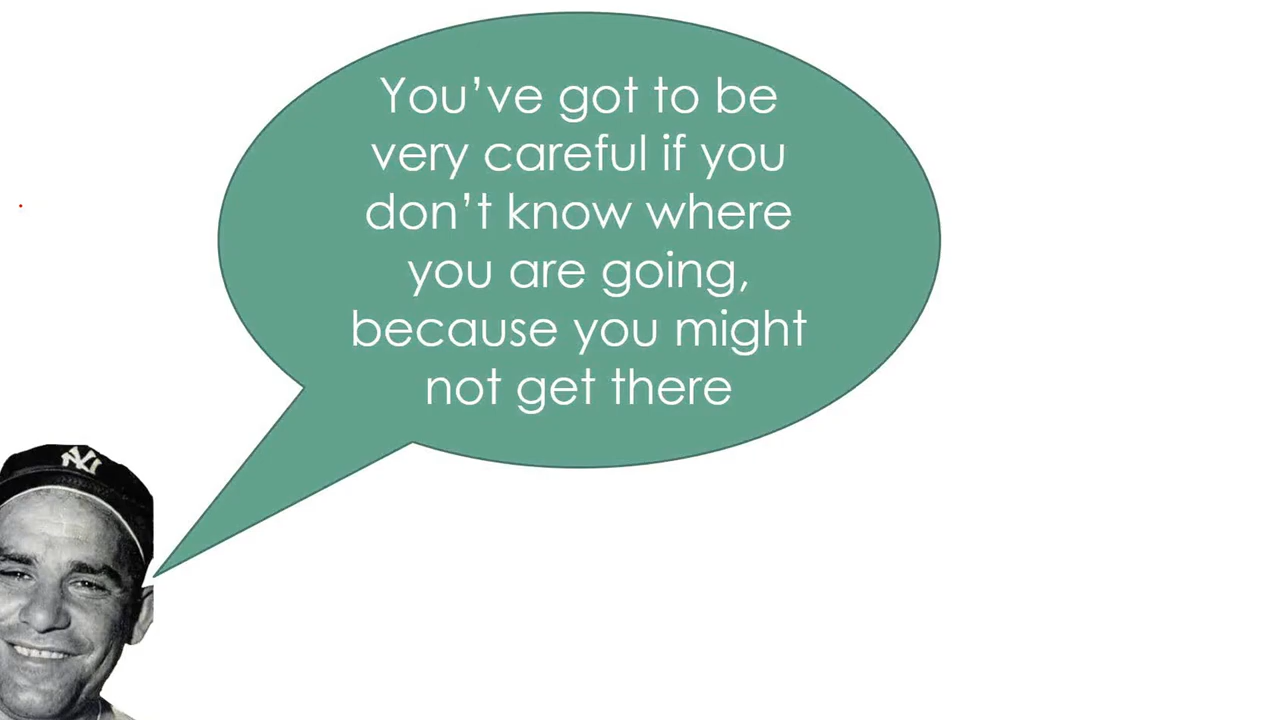 You’ve got to be
very careful if you
don’t know where
you are going,
because you might
not get there
NY